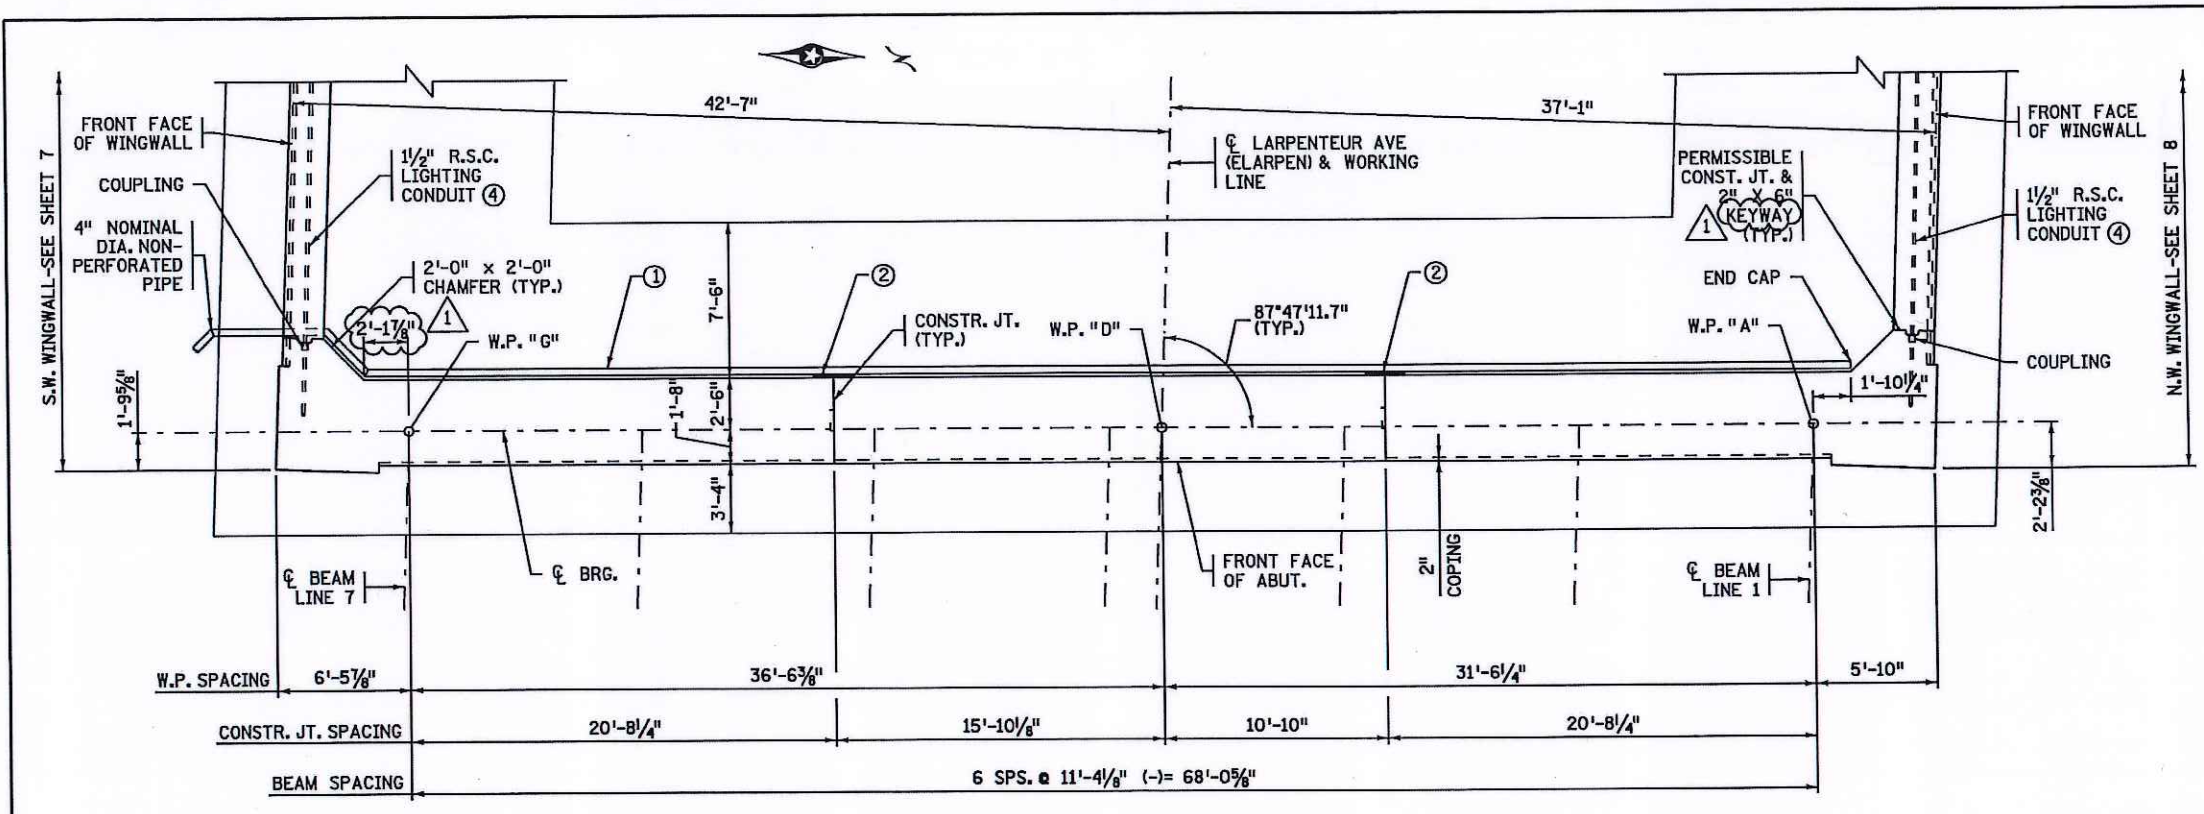 42'-7"
37'-1"
FRONT FACE
OF WINGWALL
COUPLING
4" NOMINAL
DIA. NON-
PERFORATED
PIPE
1½" R.S.C.
LIGHTING
CONDUIT ④
S.W. WINGWALL-SEE SHEET 7
2'-0" x 2'-0"
CHAMFER (TYP.)
2'-1⅞"
1
W.P. "G"
①
②
7'-6"
CONSTR. JT.
(TYP.)
℄ LARPENTEUR AVE
(ELARPEN) & WORKING
LINE
W.P. "D"
87°47'11.7"
(TYP.)
②
PERMISSIBLE
CONST. JT. &
2" X 6"
KEYWAY
(TYP.)
1
END CAP
W.P. "A"
FRONT FACE
OF WINGWALL
1½" R.S.C.
LIGHTING
CONDUIT ④
COUPLING
N.W. WINGWALL-SEE SHEET 8
1'-10¼"
1'-9⅝"
1'-8"
2'-6"
3'-4"
2'-2⅜"
℄ BEAM
LINE 7
℄ BRG.
FRONT FACE
OF ABUT.
2"
COPING
℄ BEAM
LINE 1
W.P. SPACING
6'-5⅞"
36'-6⅜"
31'-6¼"
5'-10"
CONSTR. JT. SPACING
20'-8¼"
15'-10⅛"
10'-10"
20'-8¼"
BEAM SPACING
6 SPS. @ 11'-4⅛" (-)= 68'-0⅝"